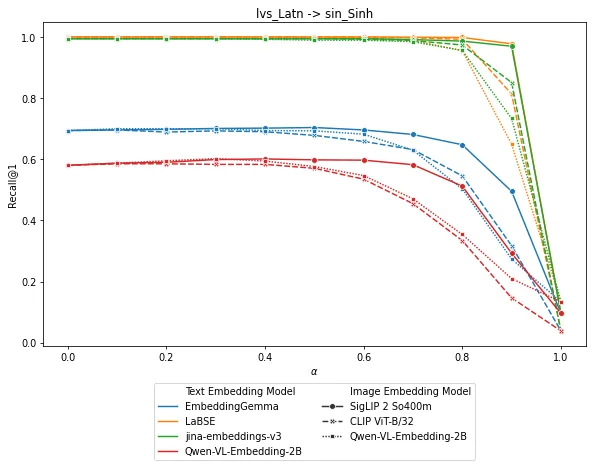 lvs_Latn -> sin_Sinh
Recall@1
1.0
0.8
0.6
0.4
0.2
0.0
0.0 0.2 0.4 0.6 0.8 1.0
α
Text Embedding Model Image Embedding Model
EmbeddingGemma SigLIP 2 So400m
LaBSE CLIP ViT-B/32
jina-embeddings-v3 Qwen-VL-Embedding-2B
Qwen-VL-Embedding-2B